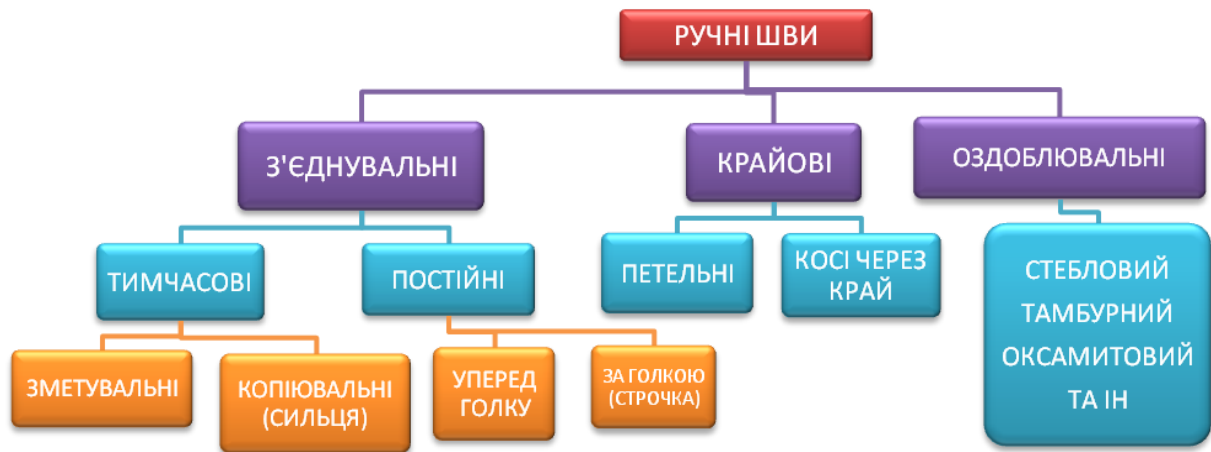 РУЧНІ ШВИ
З'ЄДНУВАЛЬНІ
КРАЙОВІ
ОЗДОБЛЮВАЛЬНІ
ТИМЧАСОВІ
ПОСТІЙНІ
ПЕТЕЛЬНІ
КОСІ ЧЕРЕЗ
КРАЙ
СТЕБЛОВИЙ
ТАМБУРНИЙ
ОКСАМИТОВИЙ
ТА ІН
ЗМЕТУВАЛЬНІ
КОПІЮВАЛЬНІ
(СИЛЬЦЯ)
УПЕРЕД
ГОЛКУ
ЗА ГОЛКОЮ
(СТРОЧКА)